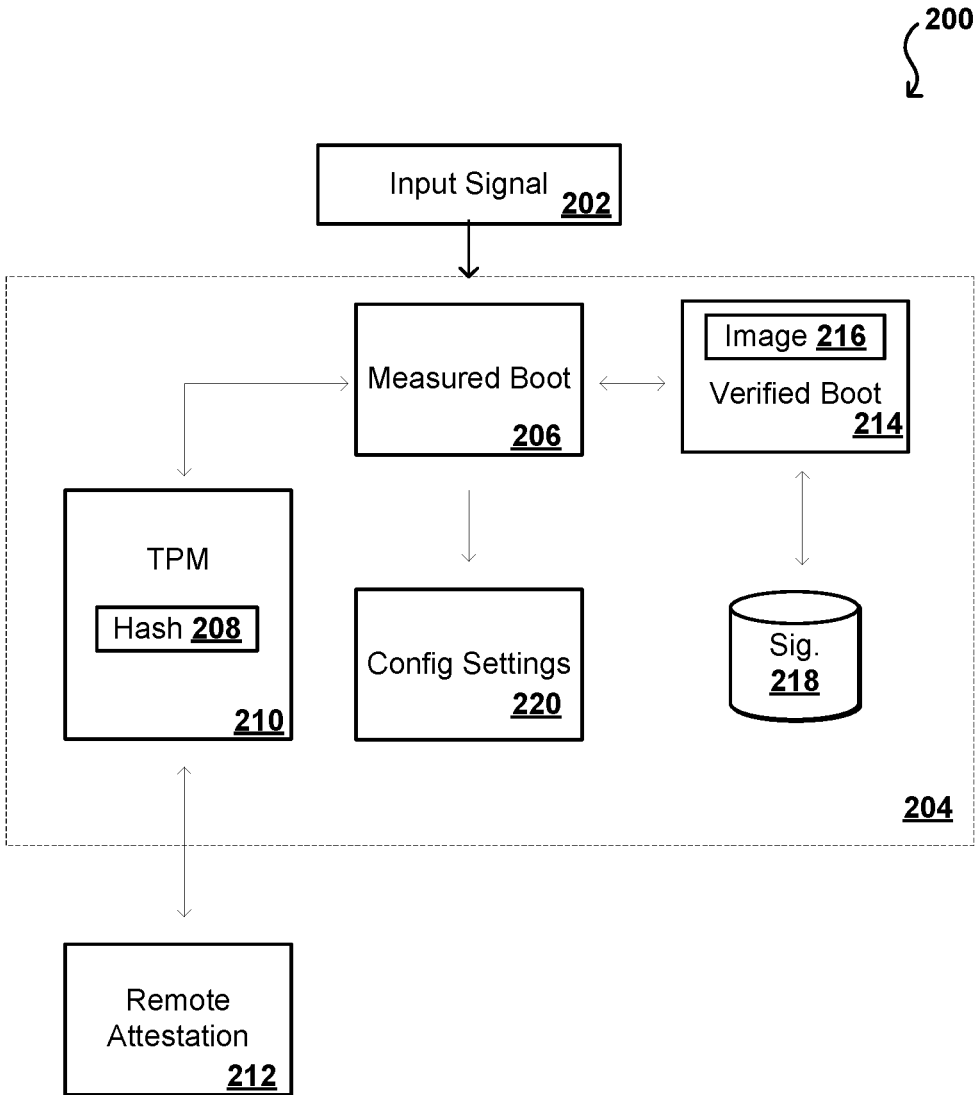 200
Input Signal
202
Image 216
Measured Boot
Verified Boot
214
206
TPM
Hash 208
210
Config Settings
220
Sig.
218
204
Remote
Attestation
212